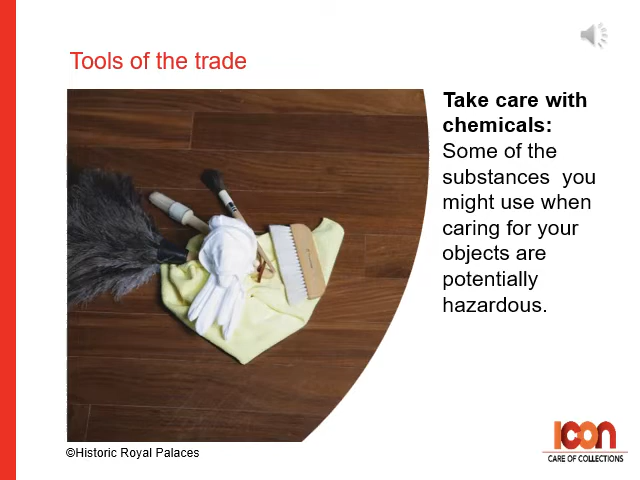 Tools of the trade
Take care with
chemicals:
Some of the
substances you
might use when
caring for your
objects are
potentially
hazardous.
©Historic Royal Palaces
Icon
CARE OF COLLECTIONS